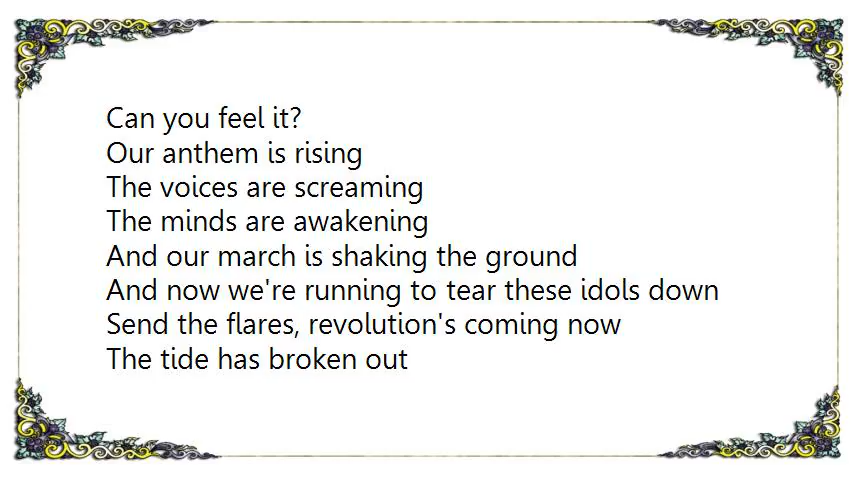 Can you feel it?
Our anthem is rising
The voices are screaming
The minds are awakening
And our march is shaking the ground
And now we're running to tear these idols down
Send the flares, revolution's coming now
The tide has broken out